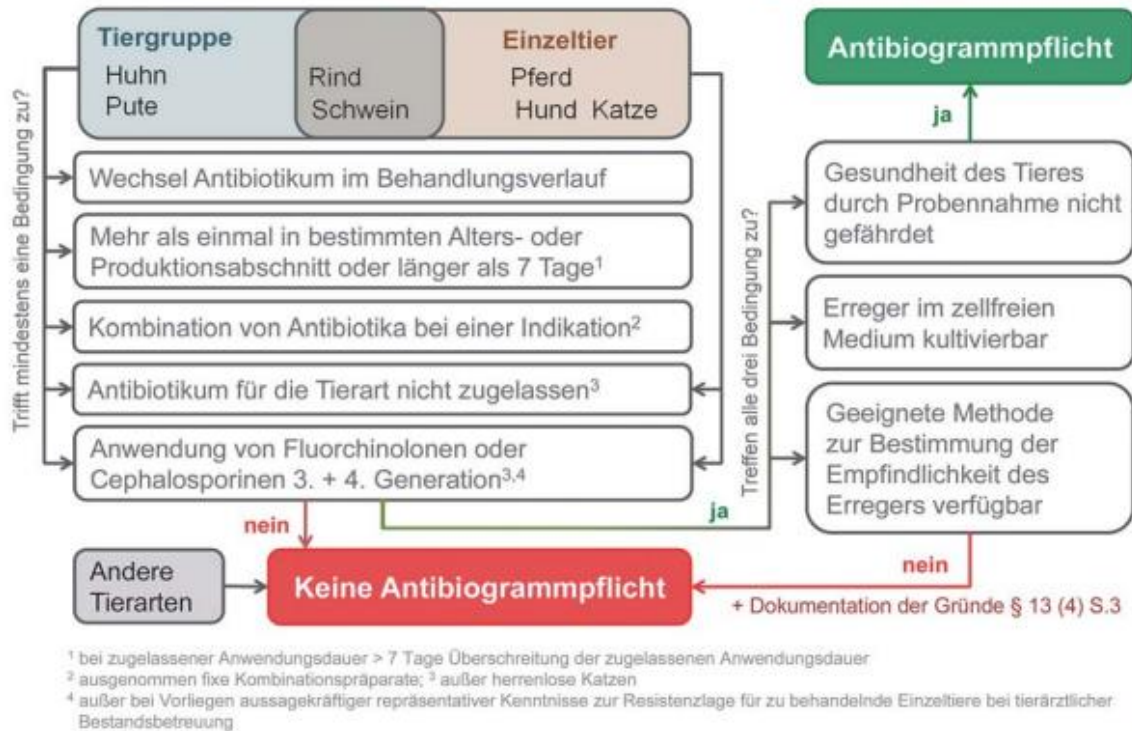 Tiergruppe
Huhn
Pute
Rind
Schwein
Einzeltier
Pferd
Hund Katze
Trifft mindestens eine Bedingung zu?
Wechsel Antibiotikum im Behandlungsverlauf
Mehr als einmal in bestimmten Alters- oder
Produktionsabschnitt oder länger als 7 Tage¹
Kombination von Antibiotika bei einer Indikation²
Antibiotikum für die Tierart nicht zugelassen³
Anwendung von Fluorchinolonen oder
Cephalosporinen 3. + 4. Generation³,⁴
nein
ja
Andere
Tierarten
Keine Antibiogrammpflicht
Treffen alle drei Bedingung zu?
Antibiogrammpflicht
ja
Gesundheit des Tieres
durch Probennahme nicht
gefährdet
Erreger im zellfreien
Medium kultivierbar
Geeignete Methode
zur Bestimmung der
Empfindlichkeit des
Erregers verfügbar
nein
+ Dokumentation der Gründe § 13 (4) S.3
¹ bei zugelassener Anwendungsdauer > 7 Tage Überschreitung der zugelassenen Anwendungsdauer
² ausgenommen fixe Kombinationspräparate; ³ außer herrenlose Katzen
⁴ außer bei Vorliegen aussagekräftiger repräsentativer Kenntnisse zur Resistenzlage für zu behandelnde Einzeltiere bei tierärztlicher
Bestandsbetreuung